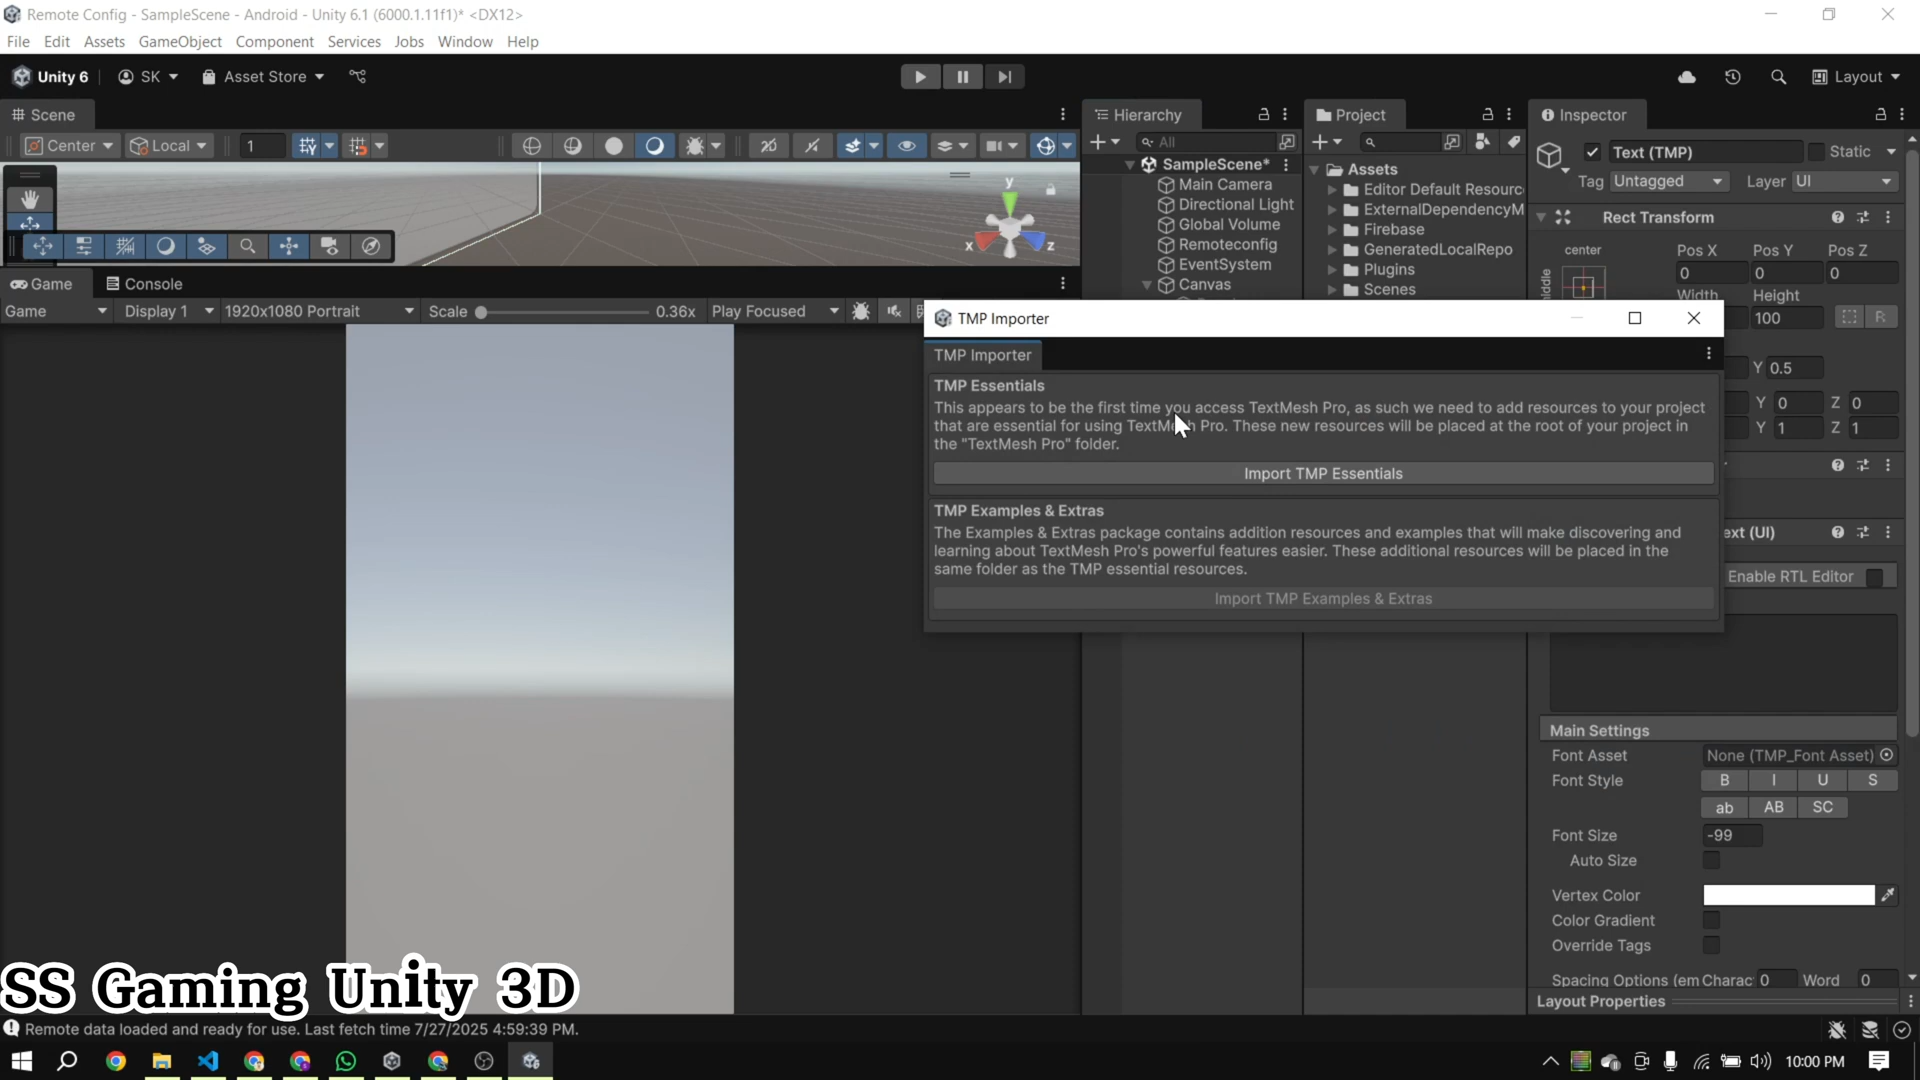 Remote Config - SampleScene - Android - Unity 6.1 (6000.1.11f1)* <DX12>
File Edit Assets GameObject Component Services Jobs Window Help
Unity 6 SK Asset Store Layout
Scene Hierarchy Project Inspector
Center Local 1 All
SampleScene*
Main Camera
Directional Light
Global Volume
Remoteconfig
EventSystem
Canvas
Assets
Editor Default Resourc
ExternalDependencyM
Firebase
GeneratedLocalRepo
Plugins
Scenes
Text (TMP) Static
Tag Untagged Layer UI
Rect Transform
center Pos X Pos Y Pos Z
0 0 0
Width Height
100 R
Y 0.5
Y 0 Z 0
Y 1 Z 1
ext (UI)
Enable RTL Editor
x y z
Game Console
Game Display 1 1920x1080 Portrait Scale 0.36x Play Focused
TMP Importer
TMP Importer
TMP Essentials
This appears to be the first time you access TextMesh Pro, as such we need to add resources to your project
that are essential for using TextMesh Pro. These new resources will be placed at the root of your project in
the "TextMesh Pro" folder.
Import TMP Essentials
TMP Examples & Extras
The Examples & Extras package contains addition resources and examples that will make discovering and
learning about TextMesh Pro's powerful features easier. These additional resources will be placed in the
same folder as the TMP essential resources.
Import TMP Examples & Extras
Main Settings
Font Asset None (TMP_Font Asset)
Font Style B I U S
ab AB SC
Font Size -99
Auto Size
Vertex Color
Color Gradient
Override Tags
Spacing Options (em Charac 0 Word 0
Layout Properties
SS Gaming Unity 3D
Remote data loaded and ready for use. Last fetch time 7/27/2025 4:59:39 PM.
10:00 PM